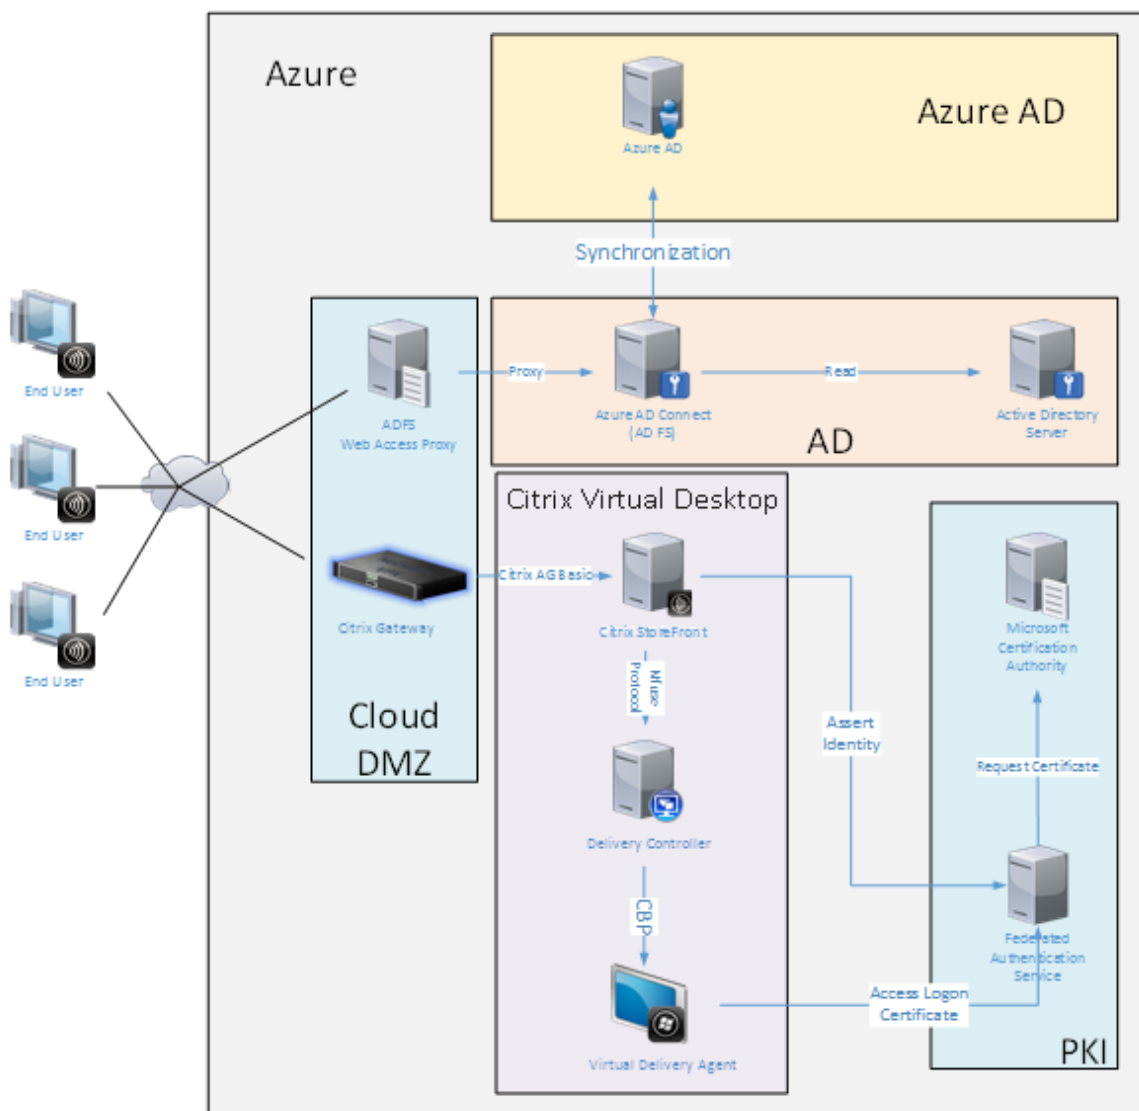 Azure
Azure AD
Azure AD
Synchronization
End User
End User
End User
ADFS
Web Access Proxy
Proxy
Azure AD Connect
(AD FS)
Read
Active Directory
Server
AD
Citrix Gateway
Cloud
DMZ
Citrix Virtual Desktop
Citrix AG Basic
Citrix StoreFront
Nfuse
Protocol
Delivery Controller
CBP
Virtual Delivery Agent
Assert
Identity
Access Logon
Certificate
Microsoft
Certification
Authority
Request Certificate
Federated
Authentication
Service
PKI